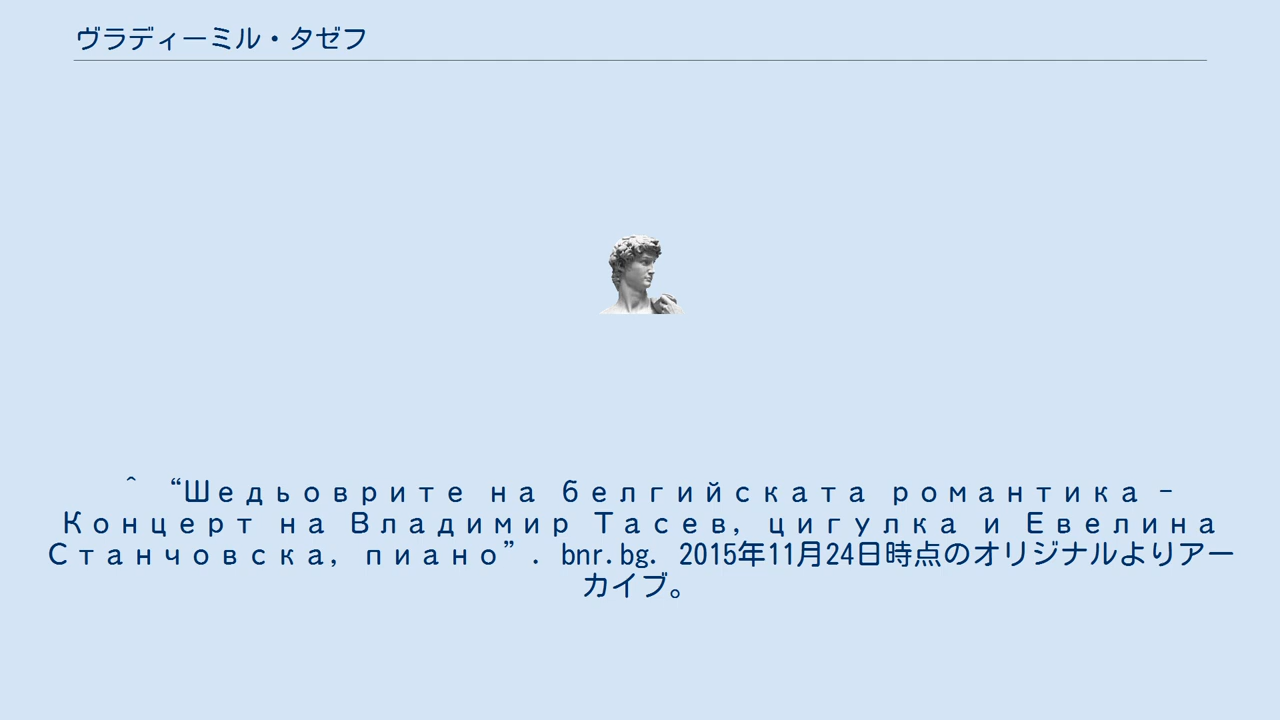 ヴラディーミル・タゼフ
^ “Шедьоврите на белгийската романтика –
Концерт на Владимир Тасев, цигулка и Евелина
Станчовска, пиано”. bnr.bg. 2015年11月24日時点のオリジナルよりアー
カイブ。